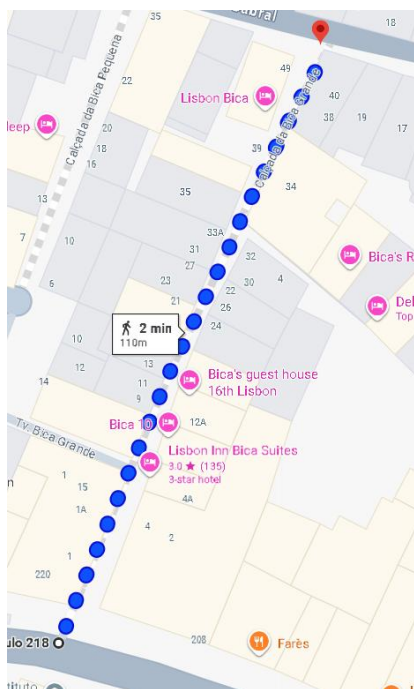 35
abral
18
49
Lisbon Bica
40
38
19
17
leep
22
Calçada da Bica Pequena
Calçada da Bica Grande
20
18
16
39
34
35
13
7
10
6
33A
31
32
27
4
Bica's R
23
22
30
21
26
Del
Top
24
2 min
110m
10
12
13
14
11
9
Bica's guest house
16th Lisbon
Bica 10
12A
Tv. Bica Grande
Lisbon Inn Bica Suites
3.0 ★ (135)
3-star hotel
1
15
4A
1A
4
2
1
220
ulo 218
208
Farès
tituto